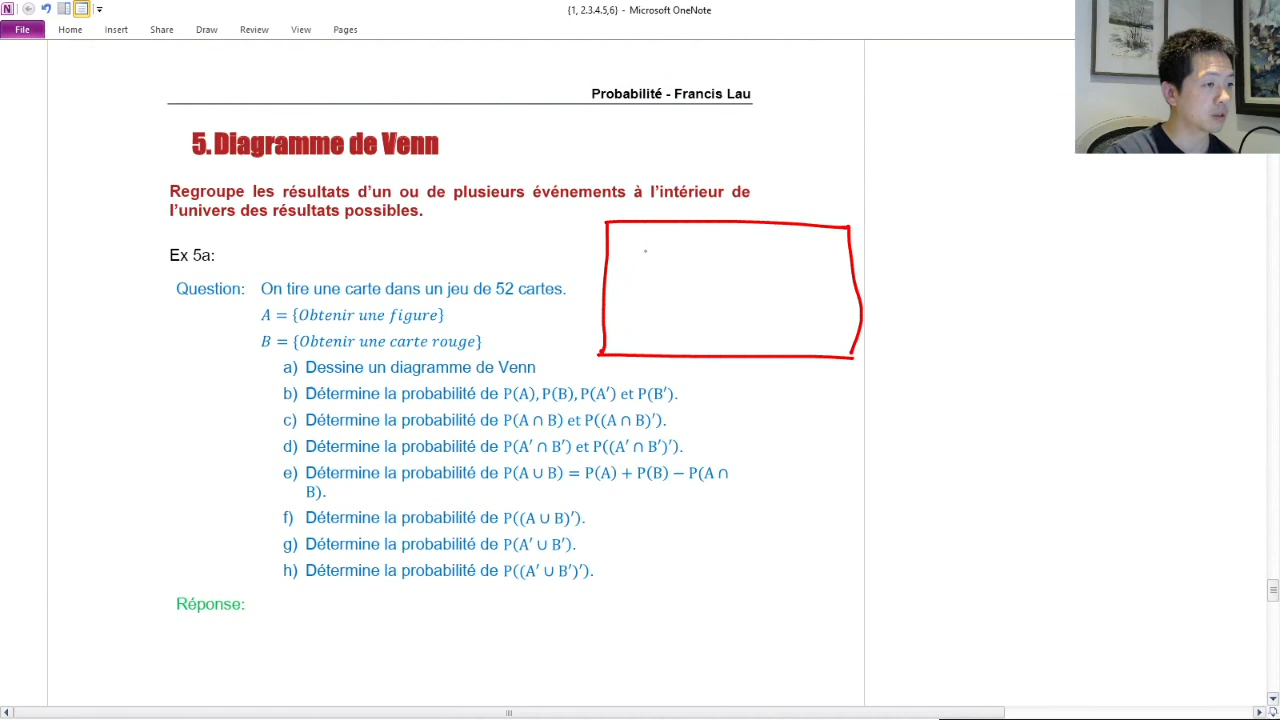 {1, 2.3.4.5,6} - Microsoft OneNote
File Home Insert Share Draw Review View Pages
Probabilité - Francis Lau
5. Diagramme de Venn
Regroupe les résultats d’un ou de plusieurs événements à l’intérieur de
l’univers des résultats possibles.
Ex 5a:
Question: On tire une carte dans un jeu de 52 cartes.
A = {Obtenir une figure}
B = {Obtenir une carte rouge}
a) Dessine un diagramme de Venn
b) Détermine la probabilité de P(A), P(B), P(A′) et P(B′).
c) Détermine la probabilité de P(A ∩ B) et P((A ∩ B)′).
d) Détermine la probabilité de P(A′ ∩ B′) et P((A′ ∩ B′)′).
e) Détermine la probabilité de P(A ∪ B) = P(A) + P(B) − P(A ∩
B).
f) Détermine la probabilité de P((A ∪ B)′).
g) Détermine la probabilité de P(A′ ∪ B′).
h) Détermine la probabilité de P((A′ ∪ B′)′).
Réponse: